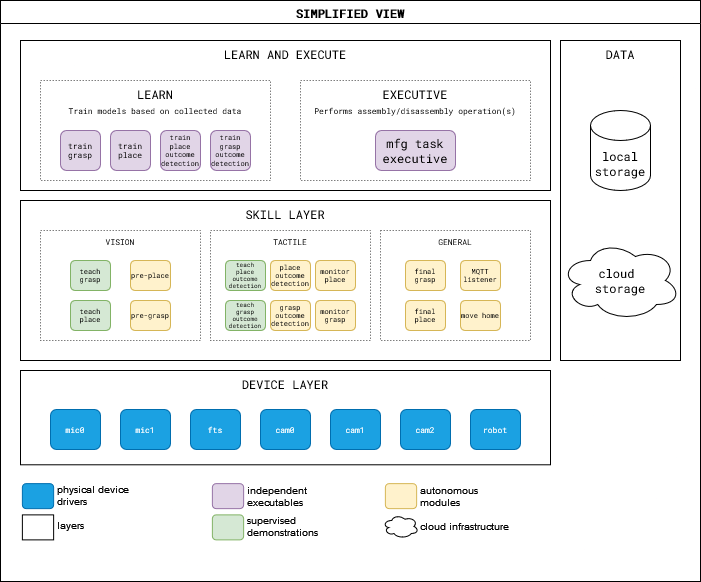 SIMPLIFIED VIEW
LEARN AND EXECUTE
LEARN
Train models based on collected data
train
grasp
train
place
train
place
outcome
detection
train
grasp
outcome
detection
EXECUTIVE
Performs assembly/disassembly operation(s)
mfg task
executive
DATA
local
storage
cloud
storage
SKILL LAYER
VISION
teach
grasp
pre-place
teach
place
pre-grasp
TACTILE
teach
place
outcome
detection
place
outcome
detection
monitor
place
teach
grasp
outcome
detection
grasp
outcome
detection
monitor
grasp
GENERAL
final
grasp
MQTT
listener
final
place
move home
DEVICE LAYER
mic0
mic1
fts
cam0
cam1
cam2
robot
physical device
drivers
independent
executables
autonomous
modules
layers
supervised
demonstrations
cloud infrastructure